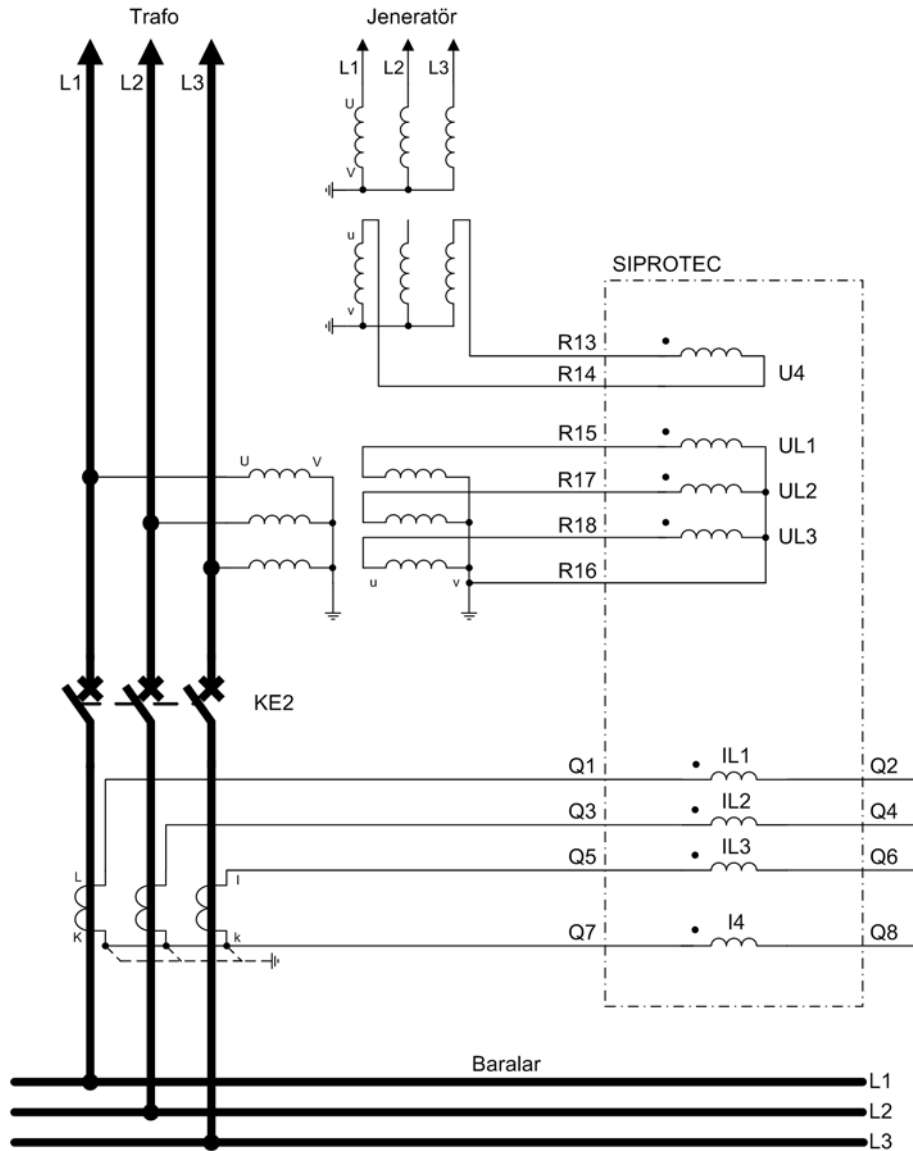 Trafo Jeneratör
L1 L2 L3 L1 L2 L3
U
V
u
v
SIPROTEC
R13
R14 U4
R15 UL1
U V
R17 UL2
R18 UL3
R16
u v
KE2
Q1 IL1 Q2
Q3 IL2 Q4
Q5 IL3 Q6
L l
K k
Q7 I4 Q8
Baralar
L1
L2
L3